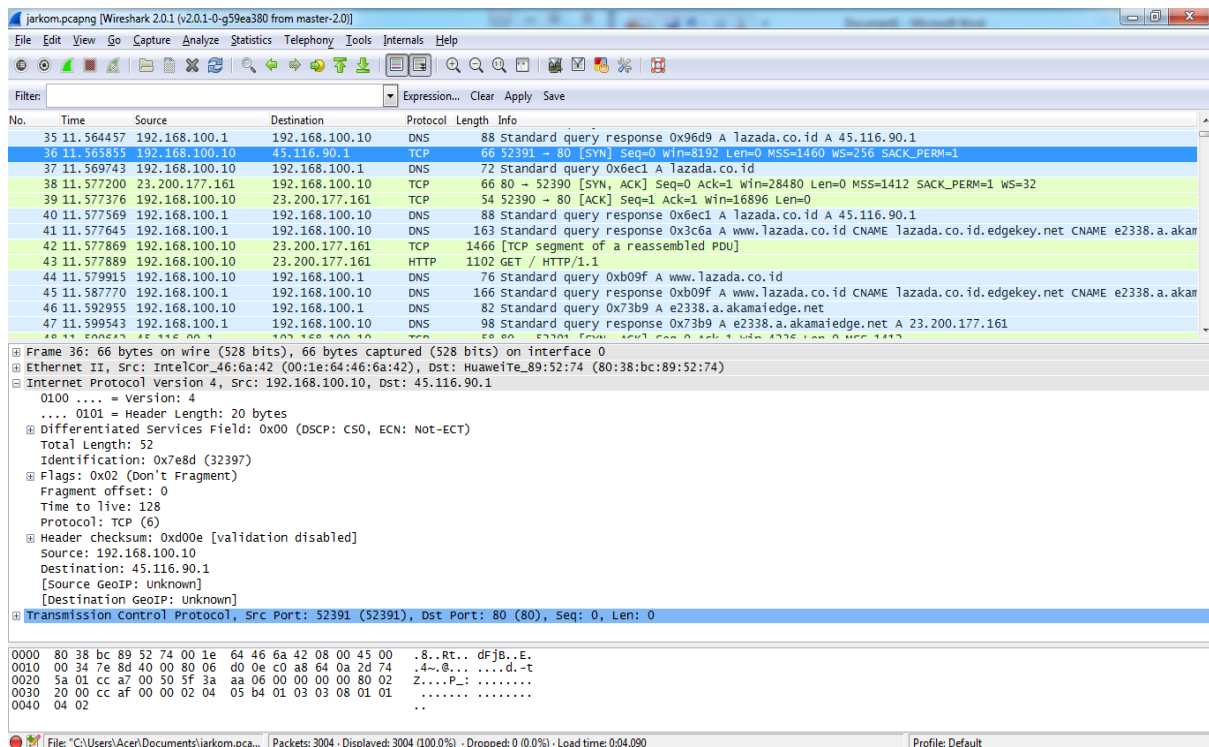 jarkom.pcapng [Wireshark 2.0.1 (v2.0.1-0-g59ea380 from master-2.0)]
File Edit View Go Capture Analyze Statistics Telephony Tools Internals Help
Filter: Expression... Clear Apply Save
No. Time Source Destination Protocol Length Info
35 11.564457 192.168.100.1 192.168.100.10 DNS 88 Standard query response 0x96d9 A lazada.co.id A 45.116.90.1
36 11.565855 192.168.100.10 45.116.90.1 TCP 66 52391 → 80 [SYN] Seq=0 Win=8192 Len=0 MSS=1460 WS=256 SACK_PERM=1
37 11.569743 192.168.100.10 192.168.100.1 DNS 72 Standard query 0x6ec1 A lazada.co.id
38 11.577200 23.200.177.161 192.168.100.10 TCP 66 80 → 52390 [SYN, ACK] Seq=0 Ack=1 Win=28480 Len=0 MSS=1412 SACK_PERM=1 WS=32
39 11.577376 192.168.100.10 23.200.177.161 TCP 54 52390 → 80 [ACK] Seq=1 Ack=1 Win=16896 Len=0
40 11.577569 192.168.100.1 192.168.100.10 DNS 88 Standard query response 0x6ec1 A lazada.co.id A 45.116.90.1
41 11.577645 192.168.100.1 192.168.100.10 DNS 163 Standard query response 0x3c6a A www.lazada.co.id CNAME lazada.co.id.edgekey.net CNAME e2338.a.akam
42 11.577869 192.168.100.10 23.200.177.161 TCP 1466 [TCP segment of a reassembled PDU]
43 11.577889 192.168.100.10 23.200.177.161 HTTP 1102 GET / HTTP/1.1
44 11.579915 192.168.100.10 192.168.100.1 DNS 76 Standard query 0xb09f A www.lazada.co.id
45 11.587770 192.168.100.1 192.168.100.10 DNS 166 Standard query response 0xb09f A www.lazada.co.id CNAME lazada.co.id.edgekey.net CNAME e2338.a.akam
46 11.592955 192.168.100.10 192.168.100.1 DNS 82 Standard query 0x73b9 A e2338.a.akamaiedge.net
47 11.599543 192.168.100.1 192.168.100.10 DNS 98 Standard query response 0x73b9 A e2338.a.akamaiedge.net A 23.200.177.161
Frame 36: 66 bytes on wire (528 bits), 66 bytes captured (528 bits) on interface 0
Ethernet II, Src: IntelCor_46:6a:42 (00:1e:64:46:6a:42), Dst: HuaweiTe_89:52:74 (80:38:bc:89:52:74)
Internet Protocol Version 4, Src: 192.168.100.10, Dst: 45.116.90.1
0100 .... = Version: 4
.... 0101 = Header Length: 20 bytes
Differentiated Services Field: 0x00 (DSCP: CS0, ECN: Not-ECT)
Total Length: 52
Identification: 0x7e8d (32397)
Flags: 0x02 (Don't Fragment)
Fragment offset: 0
Time to live: 128
Protocol: TCP (6)
Header checksum: 0xd00e [validation disabled]
Source: 192.168.100.10
Destination: 45.116.90.1
[Source GeoIP: Unknown]
[Destination GeoIP: Unknown]
Transmission Control Protocol, Src Port: 52391 (52391), Dst Port: 80 (80), Seq: 0, Len: 0
0000 80 38 bc 89 52 74 00 1e 64 46 6a 42 08 00 45 00 .8..Rt.. dFjB..E.
0010 00 34 7e 8d 40 00 80 06 d0 0e c0 a8 64 0a 2d 74 .4~.@... ....d.-t
0020 5a 01 cc a7 00 50 5f 3a aa 06 00 00 00 00 80 02 Z....P_: ........
0030 20 00 cc af 00 00 02 04 05 b4 01 03 03 08 01 01 ....... ........
0040 04 02 ..
File: "C:\Users\Acer\Documents\jarkom.pca... Packets: 3004 · Displayed: 3004 (100.0%) · Dropped: 0 (0.0%) · Load time: 0:04.090 Profile: Default